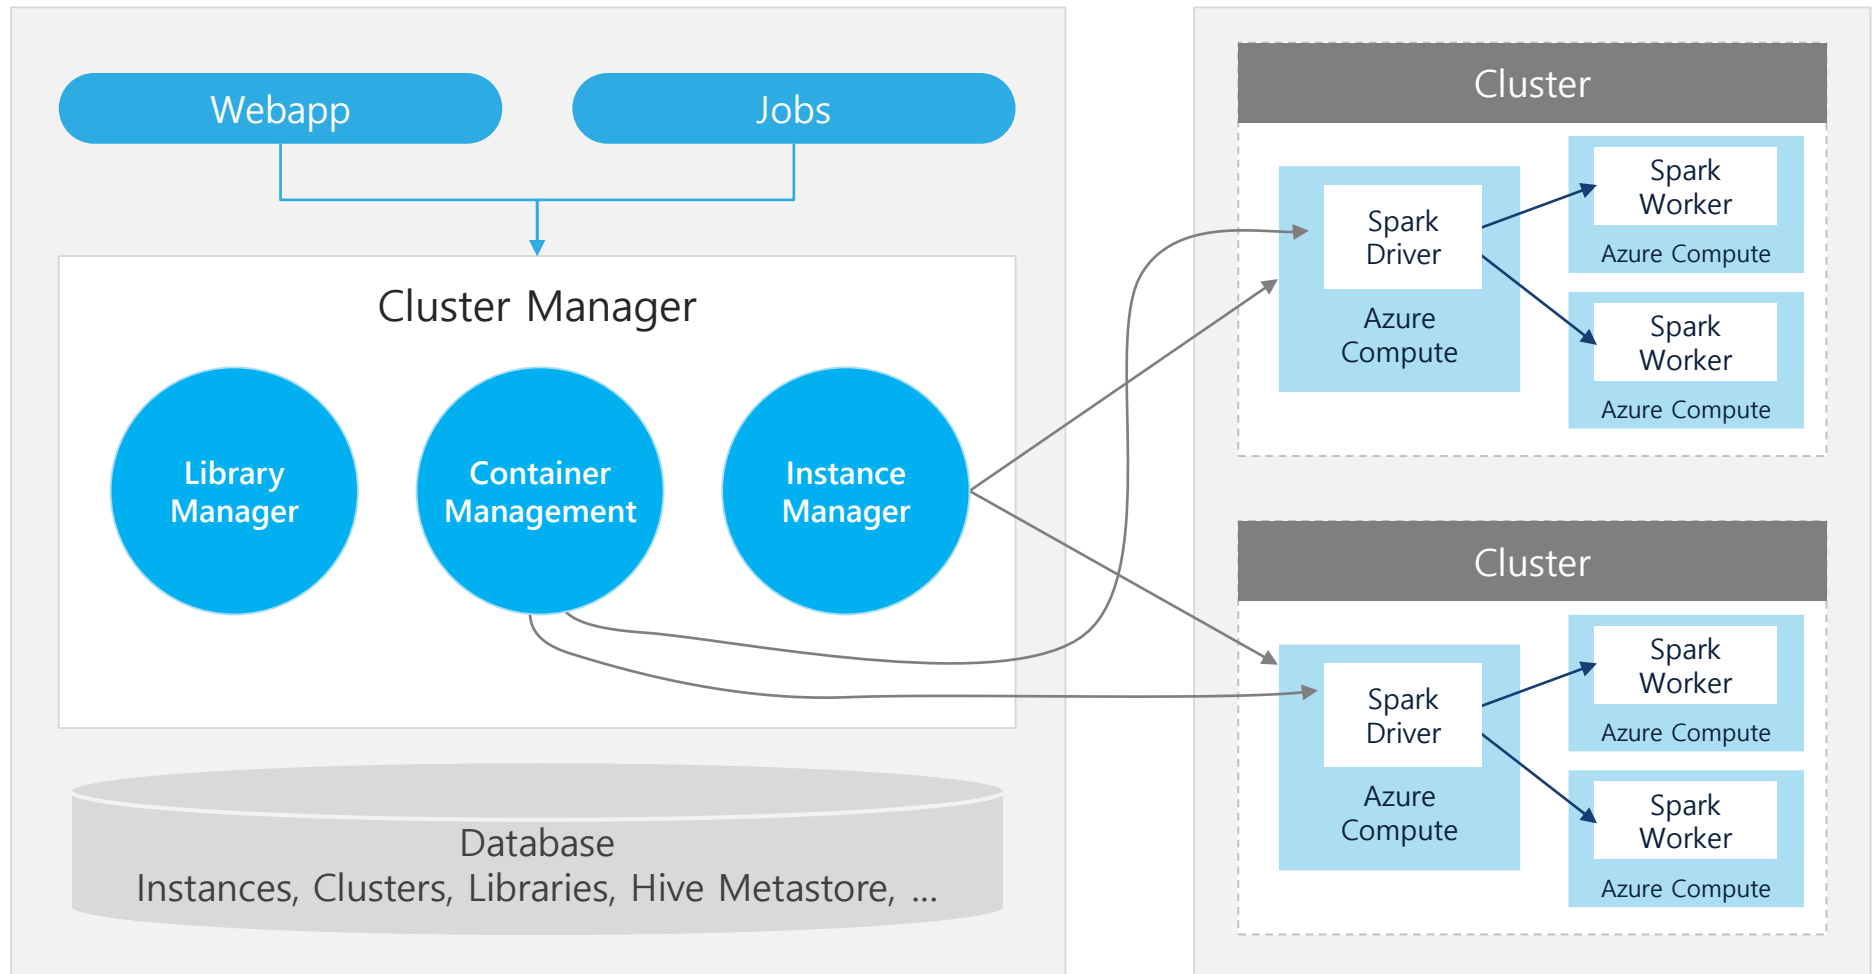 Webapp
Jobs
Cluster Manager
Library
Manager
Container
Management
Instance
Manager
Database
Instances, Clusters, Libraries, Hive Metastore, ...
Cluster
Spark
Driver
Azure
Compute
Spark
Worker
Azure Compute
Spark
Worker
Azure Compute
Cluster
Spark
Driver
Azure
Compute
Spark
Worker
Azure Compute
Spark
Worker
Azure Compute